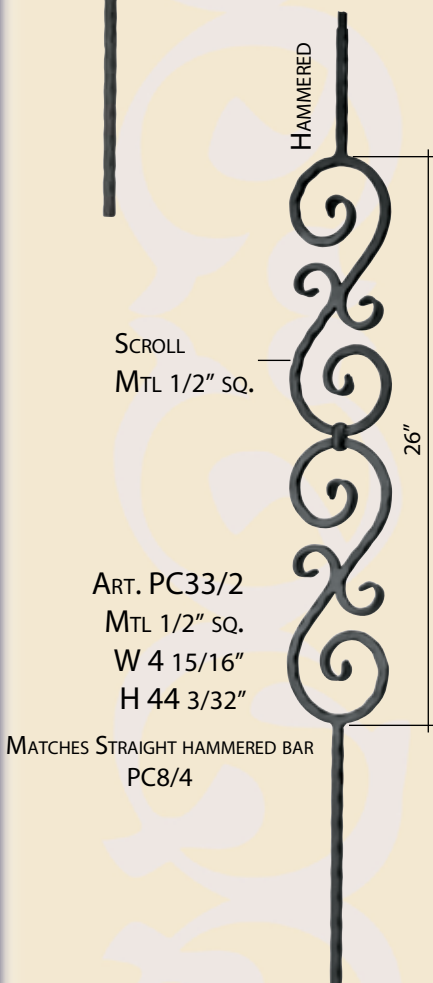 Hammered
Scroll
Mtl 1/2" sq.
26"
Art. PC33/2
Mtl 1/2" sq.
W 4 15/16"
H 44 3/32"
Matches Straight hammered bar
PC8/4